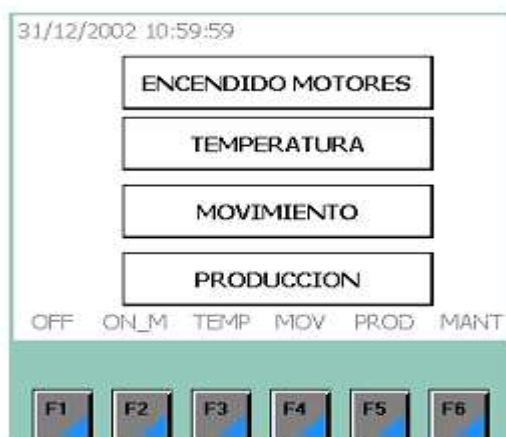 31/12/2002 10:59:59
ENCENDIDO MOTORES
TEMPERATURA
MOVIMIENTO
PRODUCCION
OFF ON_M TEMP MOV PROD MANT
F1 F2 F3 F4 F5 F6